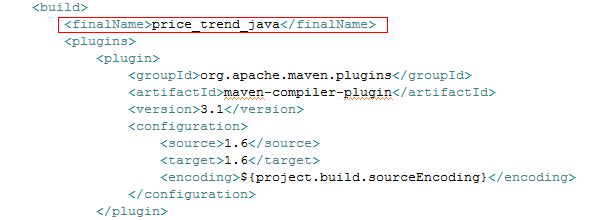 <build>
<finalName>price_trend_java</finalName>
<plugins>
<plugin>
<groupId>org.apache.maven.plugins</groupId>
<artifactId>maven-compiler-plugin</artifactId>
<version>3.1</version>
<configuration>
<source>1.6</source>
<target>1.6</target>
<encoding>${project.build.sourceEncoding}</encoding>
</configuration>
</plugin>